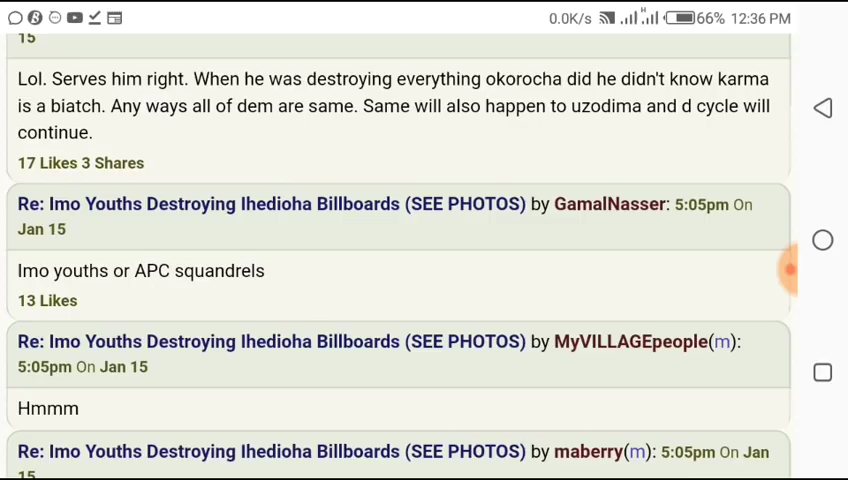 0.0K/s H 66% 12:36 PM
15
Lol. Serves him right. When he was destroying everything okorocha did he didn't know karma
is a biatch. Any ways all of dem are same. Same will also happen to uzodima and d cycle will
continue.
17 Likes 3 Shares
Re: Imo Youths Destroying Ihedioha Billboards (SEE PHOTOS) by GamalNasser: 5:05pm On
Jan 15
Imo youths or APC squandrels
13 Likes
Re: Imo Youths Destroying Ihedioha Billboards (SEE PHOTOS) by MyVILLAGEpeople(m):
5:05pm On Jan 15
Hmmm
Re: Imo Youths Destroying Ihedioha Billboards (SEE PHOTOS) by maberry(m): 5:05pm On Jan
15